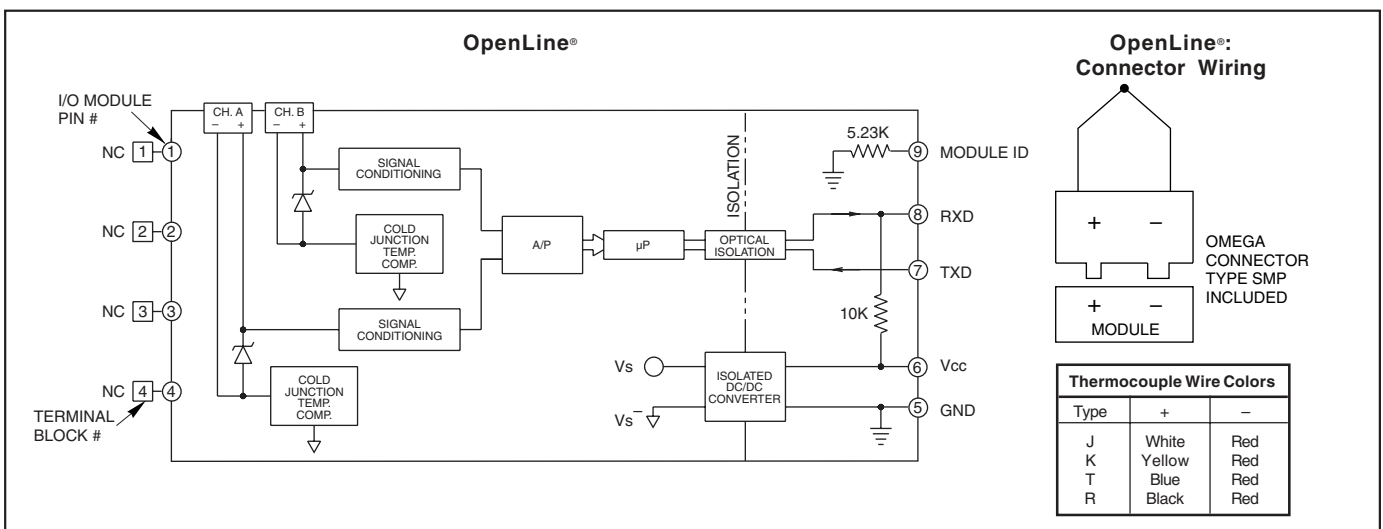 OpenLine®
OpenLine®:
Connector Wiring
I/O MODULE
PIN #
CH. A
– +
CH. B
– +
NC 1 1
NC 2 2
NC 3 3
NC 4 4
TERMINAL
BLOCK #
SIGNAL
CONDITIONING
COLD
JUNCTION
TEMP.
COMP.
SIGNAL
CONDITIONING
COLD
JUNCTION
TEMP.
COMP.
A/P
µP
OPTICAL
ISOLATION
ISOLATION
5.23K
9 MODULE ID
8 RXD
7 TXD
10K
6 Vcc
5 GND
Vs
Vs–
ISOLATED
DC/DC
CONVERTER
+ –
+ –
MODULE
OMEGA
CONNECTOR
TYPE SMP
INCLUDED
Thermocouple Wire Colors
Type + –
J White Red
K Yellow Red
T Blue Red
R Black Red